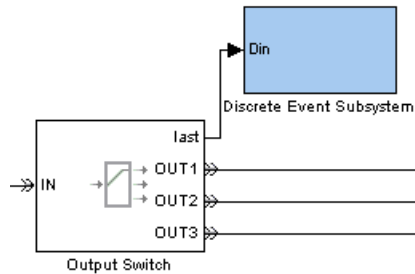 Din
Discrete Event Subsystem
last
IN
OUT1
OUT2
OUT3
Output Switch